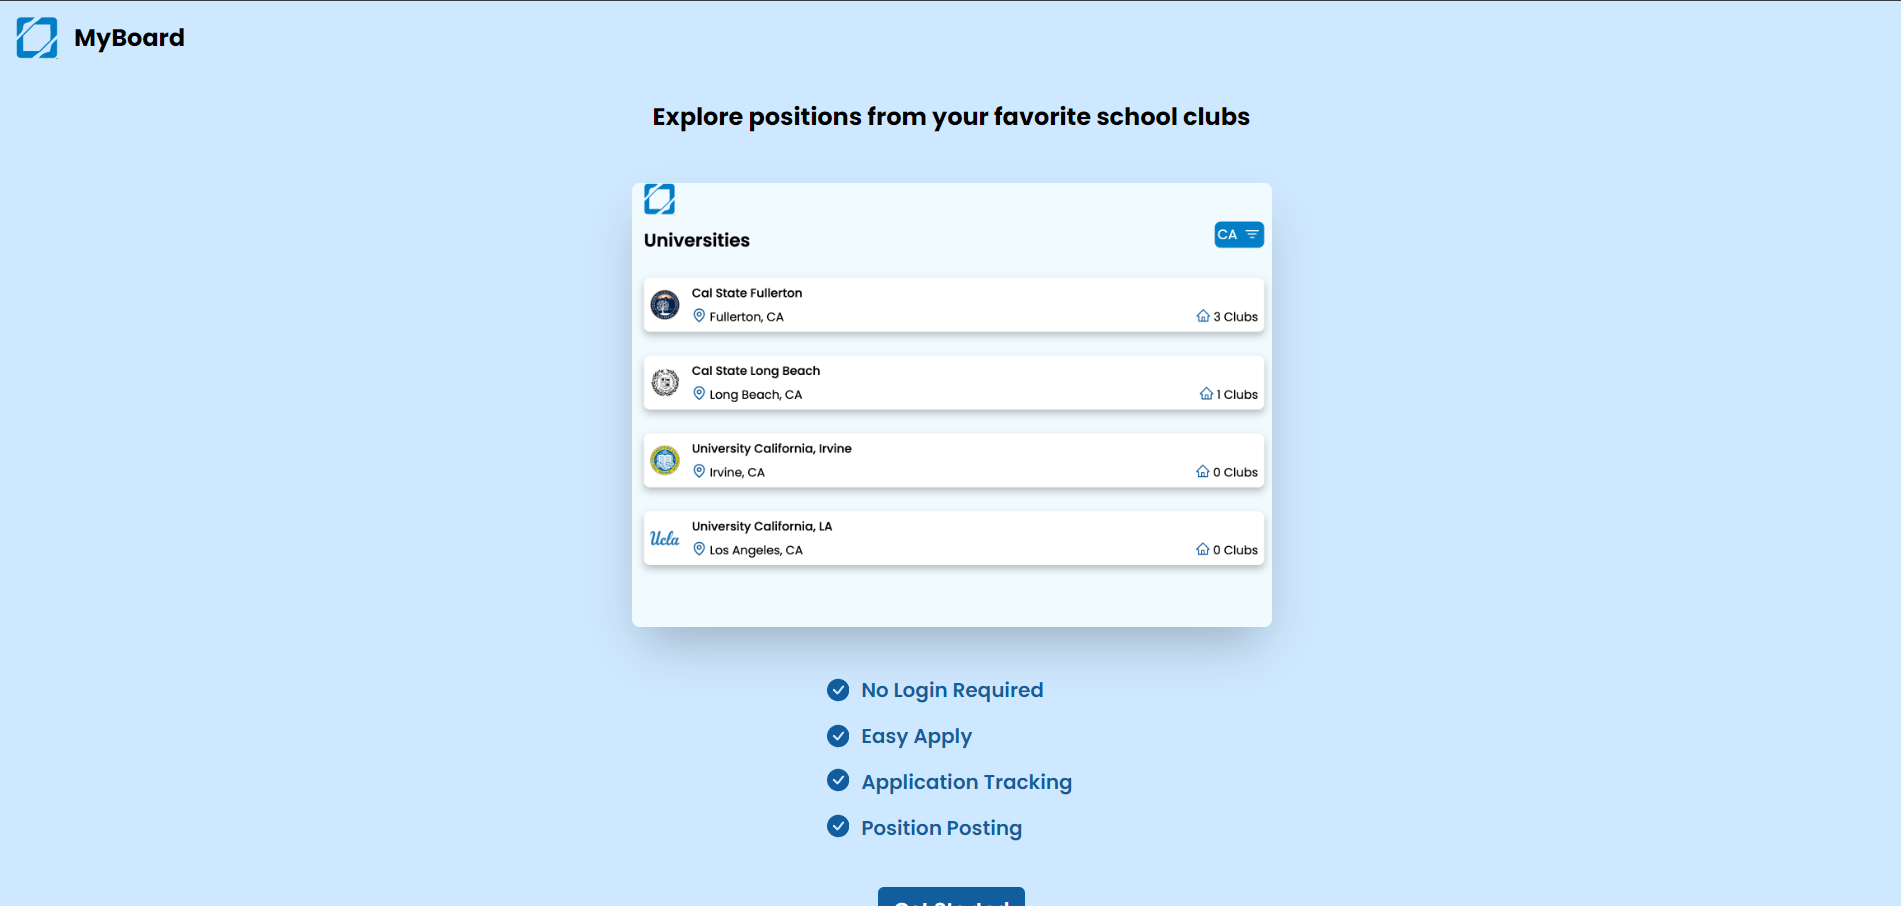 MyBoard
Explore positions from your favorite school clubs
Universities
CA
Cal State Fullerton
Fullerton, CA
3 Clubs
Cal State Long Beach
Long Beach, CA
1 Clubs
University California, Irvine
Irvine, CA
0 Clubs
Ucla
University California, LA
Los Angeles, CA
0 Clubs
No Login Required
Easy Apply
Application Tracking
Position Posting
Get Started